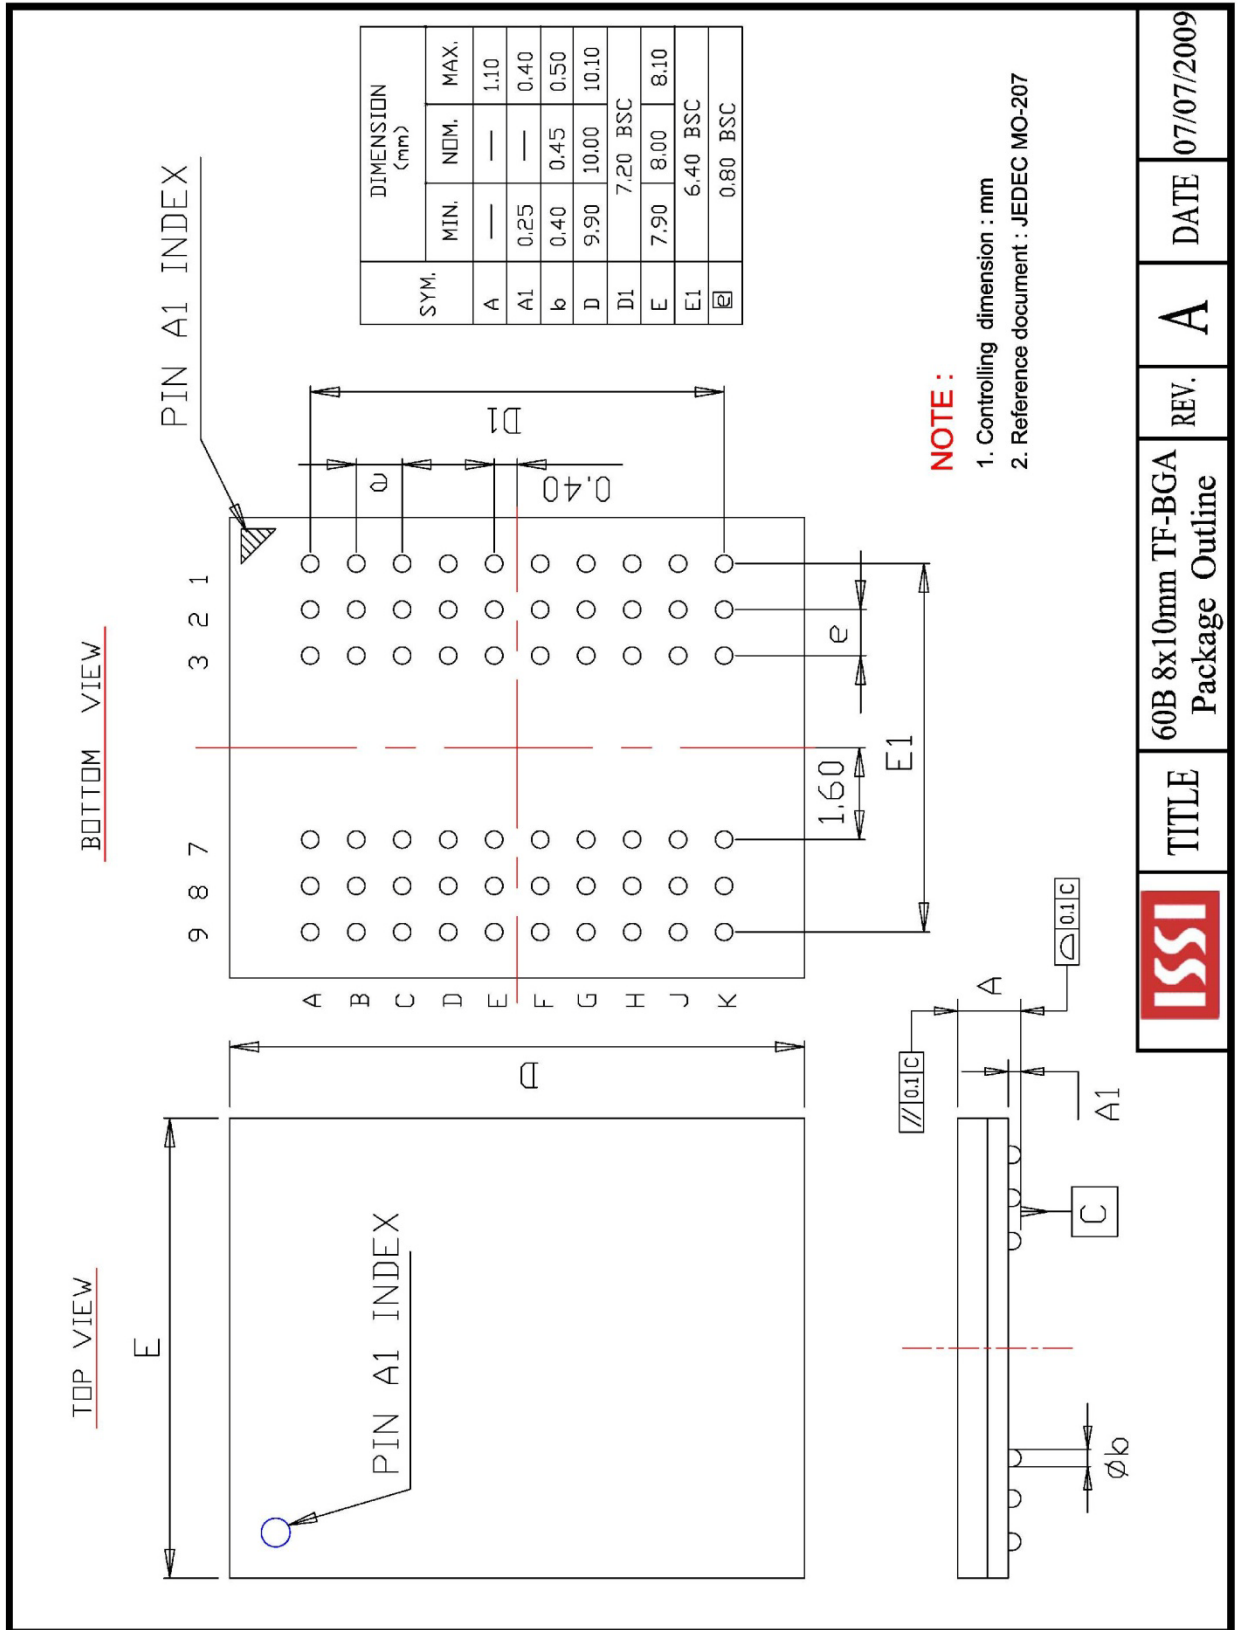 TOP VIEW
E
PIN A1 INDEX
BOTTOM VIEW
9 8 7 3 2 1
PIN A1 INDEX
D
A
B
C
D
E
F
G
H
J
K
e
0.40
D1
1.60
e
E1
Øb
C
A1
A
// 0.1 C
0.1 C
SYM. DIMENSION (mm)
MIN. NOM. MAX.
A — — 1.10
A1 0.25 — 0.40
b 0.40 0.45 0.50
D 9.90 10.00 10.10
D1 7.20 BSC
E 7.90 8.00 8.10
E1 6.40 BSC
e 0.80 BSC
NOTE :
1. Controlling dimension : mm
2. Reference document : JEDEC MO-207
ISSI
TITLE
60B 8x10mm TF-BGA
Package Outline
REV. A
DATE 07/07/2009